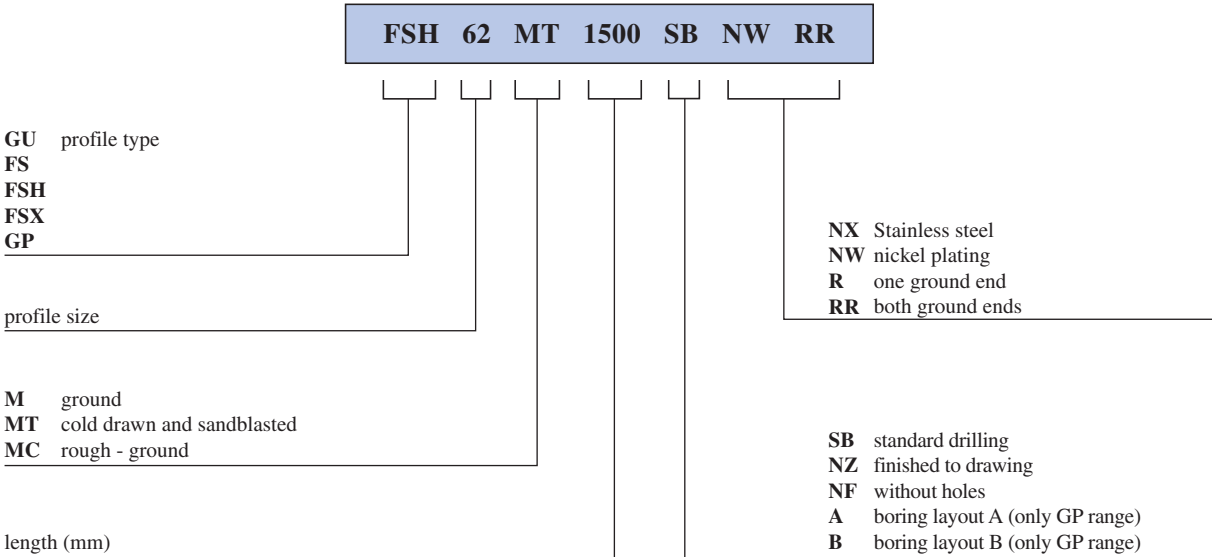 FSH 62 MT 1500 SB NW RR
GU profile type
FS
FSH
FSX
GP
profile size
M ground
MT cold drawn and sandblasted
MC rough - ground
length (mm)
NX Stainless steel
NW nickel plating
R one ground end
RR both ground ends
SB standard drilling
NZ finished to drawing
NF without holes
A boring layout A (only GP range)
B boring layout B (only GP range)